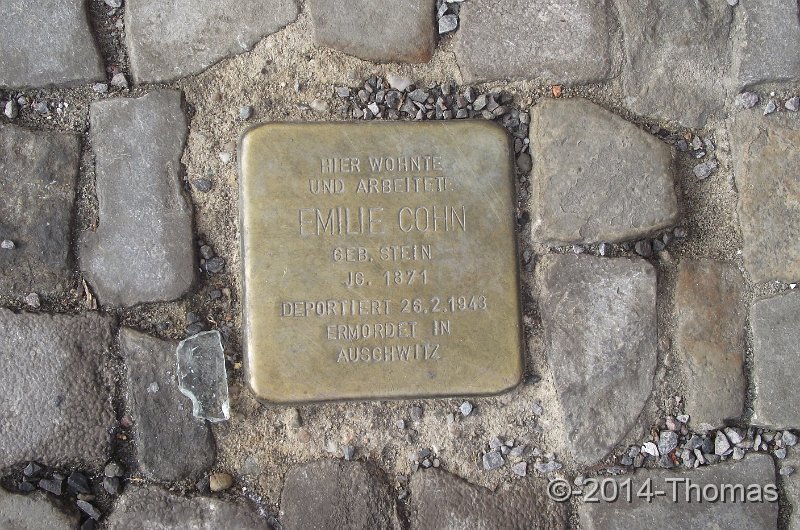 HIER WOHNTE
UND ARBEITETE
EMILIE COHN
GEB. STEIN
JG. 1871
DEPORTIERT 26.2.1943
ERMORDET IN
AUSCHWITZ
©-2014-Thomas